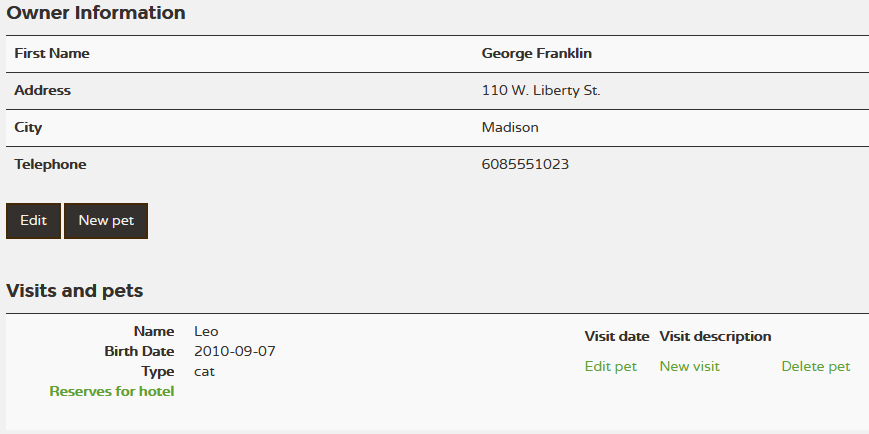 Owner Information
First Name George Franklin
Address 110 W. Liberty St.
City Madison
Telephone 6085551023
Edit New pet
Visits and pets
Name Leo
Birth Date 2010-09-07
Type cat
Reserves for hotel
Visit date Visit description
Edit pet New visit Delete pet